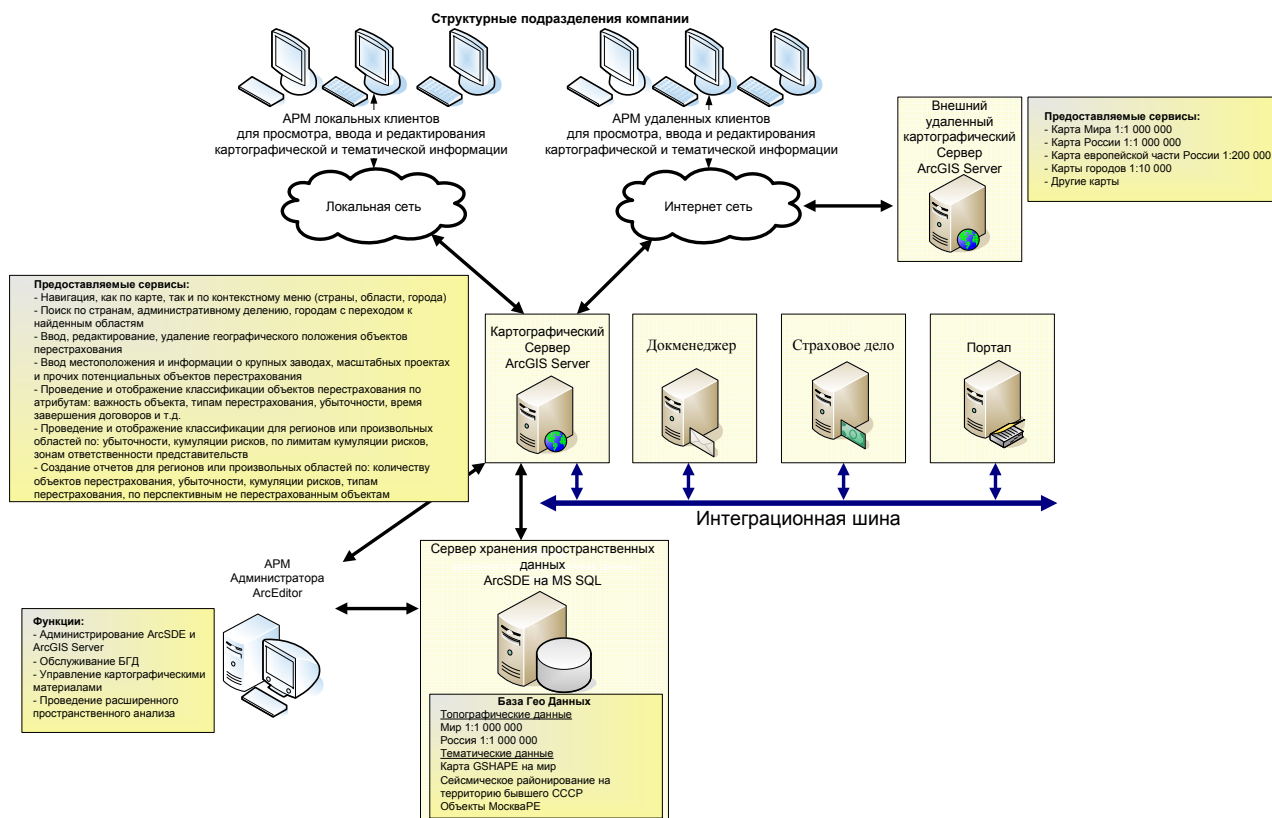 Структурные подразделения компании
АРМ локальных клиентов
для просмотра, ввода и редактирования
картографической и тематической информации
АРМ удаленных клиентов
для просмотра, ввода и редактирования
картографической и тематической информации
Локальная сеть
Интернет сеть
Внешний
удаленный
картографический
Сервер
ArcGIS Server
Предоставляемые сервисы:
- Карта Мира 1:1 000 000
- Карта России 1:1 000 000
- Карта европейской части России 1:200 000
- Карты городов 1:10 000
- Другие карты
Предоставляемые сервисы:
- Навигация, как по карте, так и по контекстному меню (страны, области, города)
- Поиск по странам, административному делению, городам с переходом к
найденным областям
- Ввод, редактирование, удаление географического положения объектов
перестрахования
- Ввод местоположения и информации о крупных заводах, масштабных проектах
и прочих потенциальных объектов перестрахования
- Проведение и отображение классификации объектов перестрахования по
атрибутам: важность объекта, типам перестрахования, убыточности, время
завершения договоров и т.д.
- Проведение и отображение классификации для регионов или произвольных
областей по: убыточности, кумуляции рисков, по лимитам кумуляции рисков,
зонам ответственности представительств
- Создание отчетов для регионов или произвольных областей по: количеству
объектов перестрахования, убыточности, кумуляции рисков, типам
перестрахования, по перспективным не перестрахованным объектам
Картографический
Сервер
ArcGIS Server
Докменеджер
Страховое дело
Портал
Интеграционная шина
АРМ
Администратора
ArcEditor
Функции:
- Администрирование ArcSDE и
ArcGIS Server
- Обслуживание БГД
- Управление картографическими
материалами
- Проведение расширенного
пространственного анализа
Сервер хранения пространственных
данных
ArcSDE на MS SQL
База Гео Данных
Топографические данные
Мир 1:1 000 000
Россия 1:1 000 000
Тематические данные
Карта GSHAPE на мир
Сейсмическое районирование на
территорию бывшего СССР
Объекты МоскваРЕ